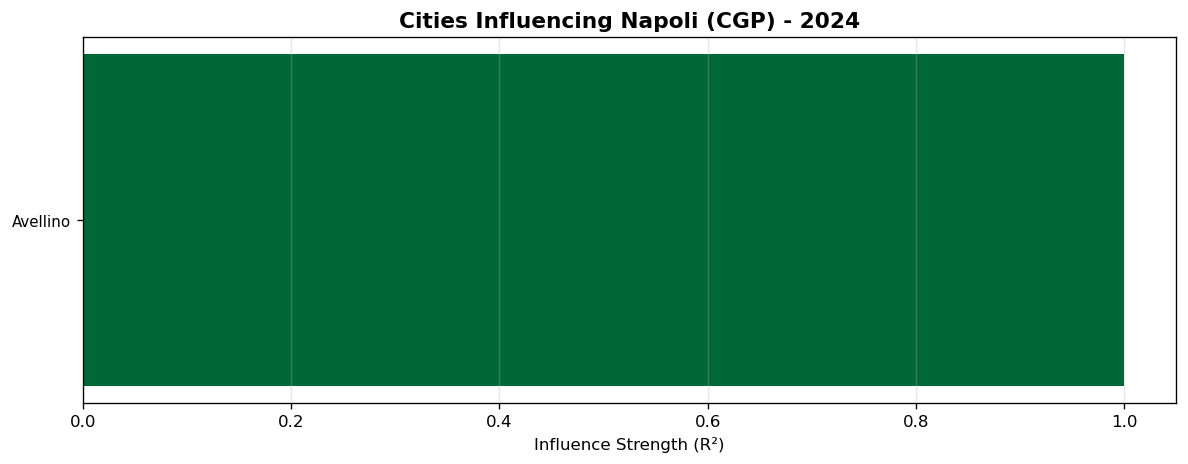 Cities Influencing Napoli (CGP) - 2024
Avellino
0.0 0.2 0.4 0.6 0.8 1.0
Influence Strength (R²)